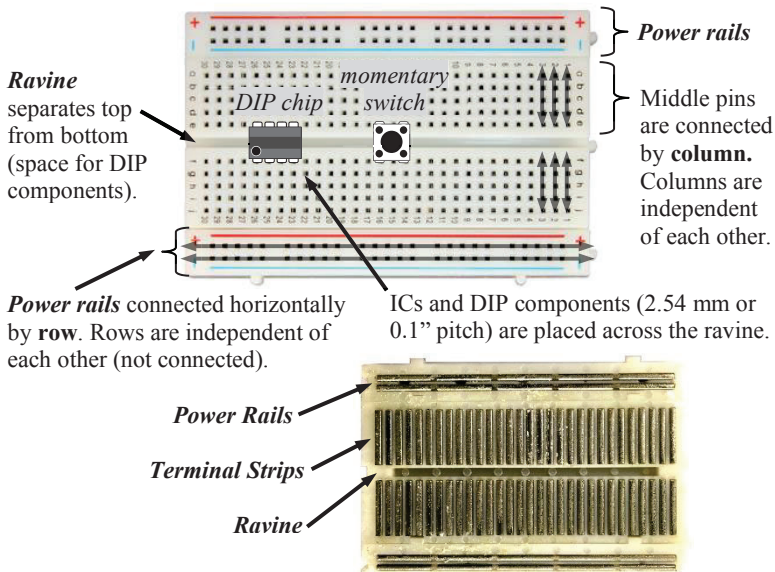 Power rails
Ravine
separates top
from bottom
(space for DIP
components).
momentary
switch
DIP chip
Middle pins
are connected
by column.
Columns are
independent
of each other.
+
−
a
b
c
d
e
f
g
h
i
j
+
−
Power rails connected horizontally
by row. Rows are independent of
each other (not connected).
ICs and DIP components (2.54 mm or
0.1” pitch) are placed across the ravine.
Power Rails
Terminal Strips
Ravine